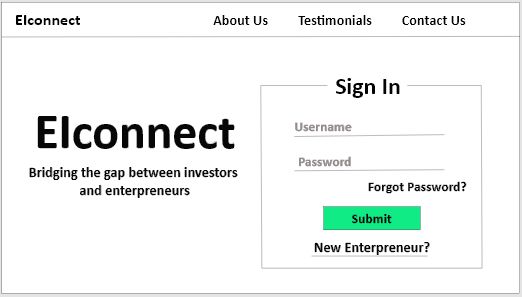 EIconnect
About Us
Testimonials
Contact Us
EIconnect
Bridging the gap between investors
and enterpreneurs
Sign In
Username
Password
Forgot Password?
Submit
New Enterpreneur?